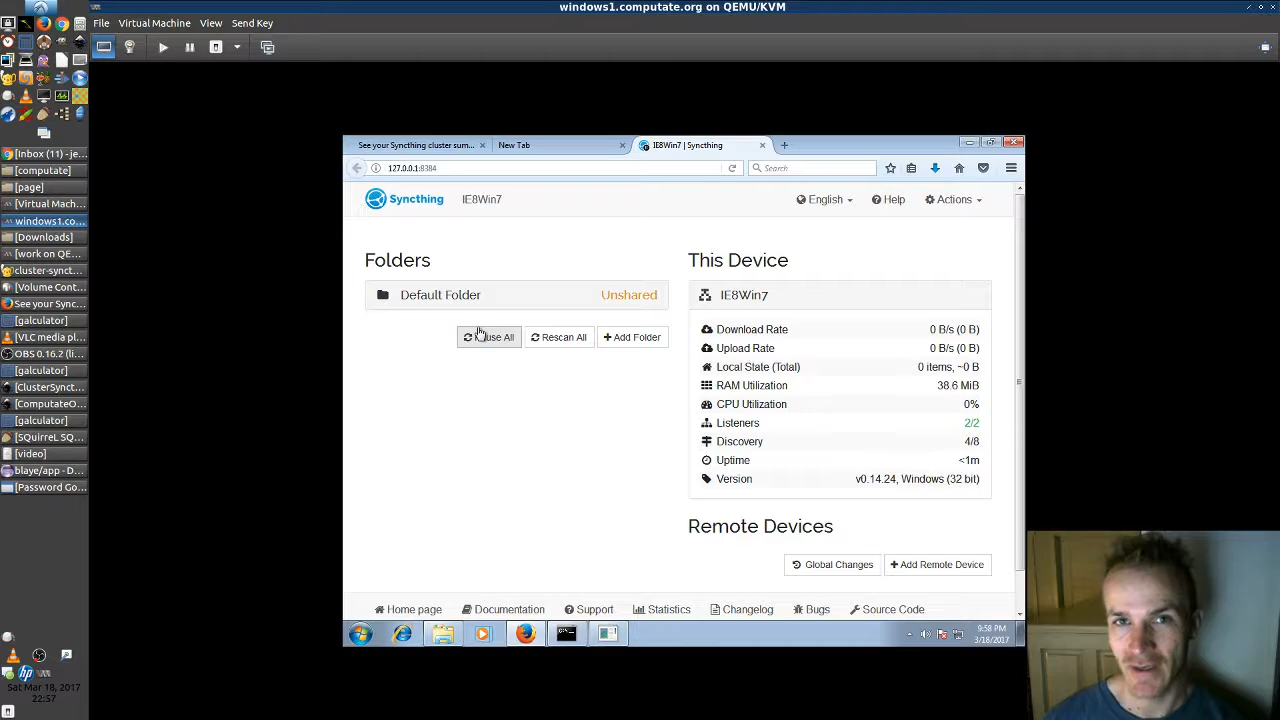 windows1.computate.org on QEMU/KVM
File Virtual Machine View Send Key
[Inbox (11) - je...
[computate]
[page]
[Virtual Mach...
windows1.co...
[Downloads]
[work on QE...
cluster-synct...
[Volume Cont...
See your Sync...
[galculator]
[VLC media pl...
OBS 0.16.2 (li...
[galculator]
[ClusterSynct...
[ComputateO...
[galculator]
[SQuirreL SQ...
[video]
blaye/app - D...
[Password Go...
Sat Mar 18, 2017
22:57
See your Syncthing cluster sum...
New Tab
IE8Win7 | Syncthing
127.0.0.1:8384
Search
Syncthing IE8Win7
English Help Actions
Folders
Default Folder Unshared
use All Rescan All Add Folder
This Device
IE8Win7
Download Rate 0 B/s (0 B)
Upload Rate 0 B/s (0 B)
Local State (Total) 0 items, ~0 B
RAM Utilization 38.6 MiB
CPU Utilization 0%
Listeners 2/2
Discovery 4/8
Uptime <1m
Version v0.14.24, Windows (32 bit)
Remote Devices
Global Changes Add Remote Device
Home page Documentation Support Statistics Changelog Bugs Source Code
9:58 PM
3/18/2017